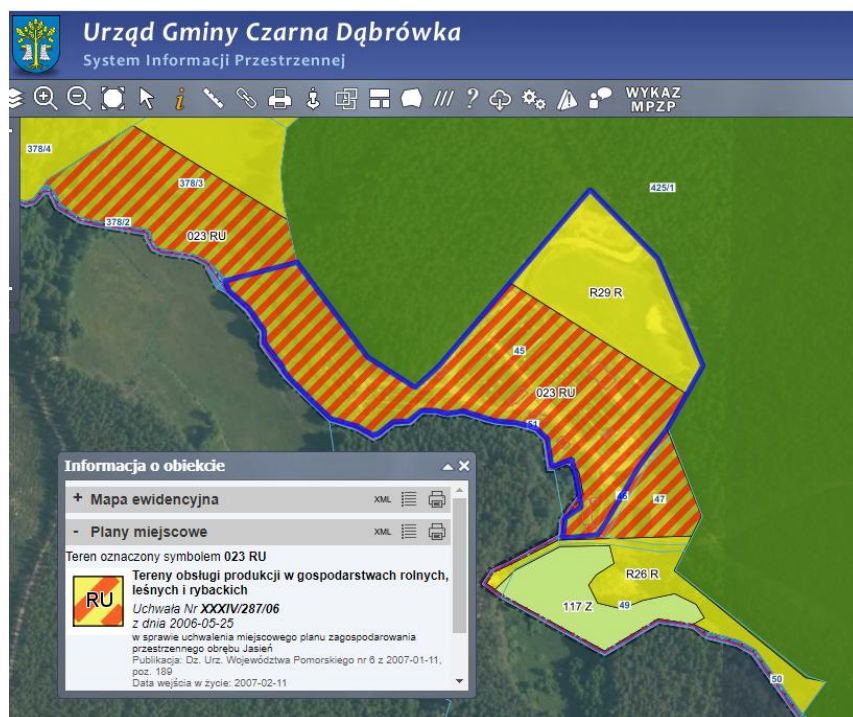 Urząd Gminy Czarna Dąbrówka
System Informacji Przestrzennej
i
?
WYKAZ
MPZP
378/4
378/3
425/1
378/2
023 RU
R29 R
45
023 RU
51
46
47
R26 R
117 Z
49
50
Informacja o obiekcie
+ Mapa ewidencyjna
XML
- Plany miejscowe
XML
Teren oznaczony symbolem 023 RU
RU
Tereny obsługi produkcji w gospodarstwach rolnych,
leśnych i rybackich
Uchwała Nr XXXIV/287/06
z dnia 2006-05-25
w sprawie uchwalenia miejscowego planu zagospodarowania
przestrzennego obrębu Jasień
Publikacja: Dz. Urz. Województwa Pomorskiego nr 6 z 2007-01-11,
poz. 189
Data wejścia w życie: 2007-02-11